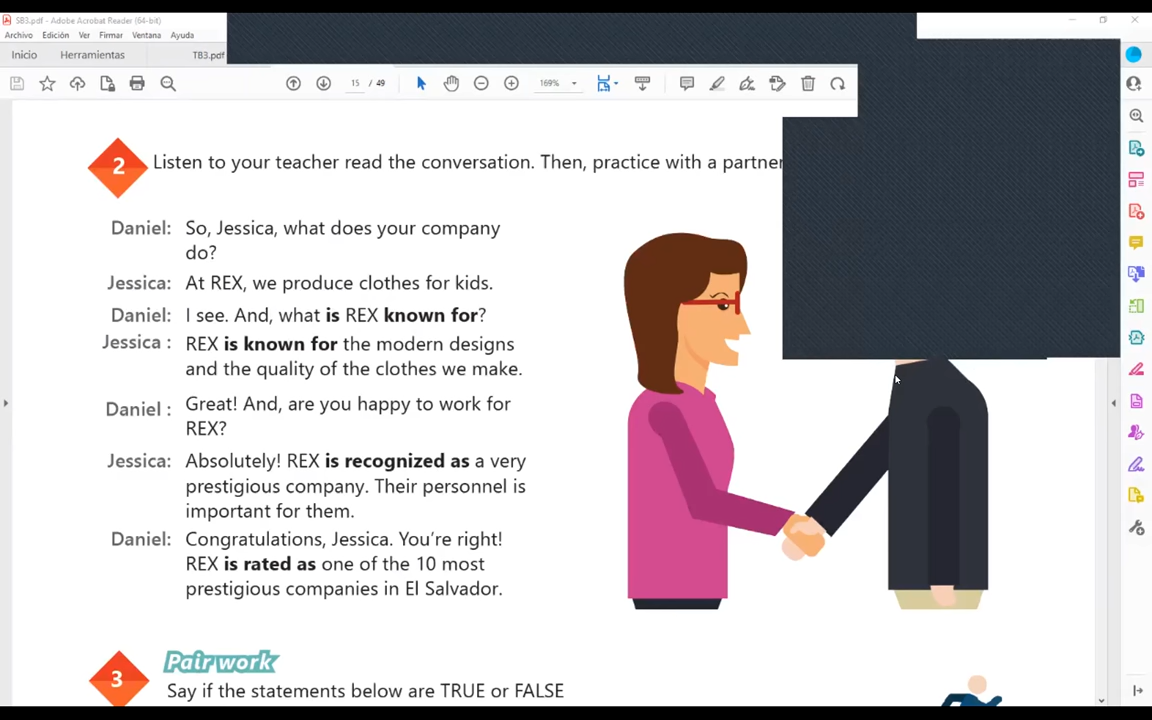 SB3.pdf - Adobe Acrobat Reader (64-bit)
Archivo Edición Ver Firmar Ventana Ayuda
Inicio Herramientas TB3.pdf
15 / 49 169%
2 Listen to your teacher read the conversation. Then, practice with a partner
Daniel: So, Jessica, what does your company
do?
Jessica: At REX, we produce clothes for kids.
Daniel: I see. And, what is REX known for?
Jessica : REX is known for the modern designs
and the quality of the clothes we make.
Daniel : Great! And, are you happy to work for
REX?
Jessica: Absolutely! REX is recognized as a very
prestigious company. Their personnel is
important for them.
Daniel: Congratulations, Jessica. You’re right!
REX is rated as one of the 10 most
prestigious companies in El Salvador.
3 Pair work
Say if the statements below are TRUE or FALSE